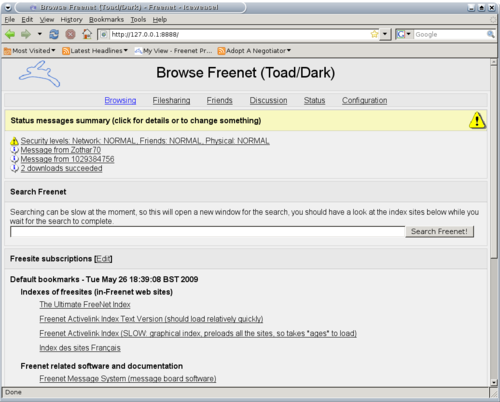 Browse Freenet (Toad/Dark) - Freenet - Iceweasel
File Edit View History Bookmarks Tools Help
http://127.0.0.1:8888/ Google
Most Visited Latest Headlines My View - Freenet Pr... Adopt A Negotiator
Browse Freenet (Toad/Dark)
Browsing Filesharing Friends Discussion Status Configuration
Status messages summary (click for details or to change something)
Security levels: Network: NORMAL, Friends: NORMAL, Physical: NORMAL
Message from Zothar70
Message from 1029384756
2 downloads succeeded
Search Freenet
Searching can be slow at the moment, so this will open a new window for the search, you should have a look at the index sites below while you
wait for the search to complete.
Search Freenet!
Freesite subscriptions [Edit]
Default bookmarks - Tue May 26 18:39:08 BST 2009
Indexes of freesites (in-Freenet web sites)
The Ultimate FreeNet Index
Freenet Activelink Index Text Version (should load relatively quickly)
Freenet Activelink Index (SLOW: graphical index, preloads all the sites, so takes *ages* to load)
Index des sites Français
Freenet related software and documentation
Freenet Message System (message board software)
Done